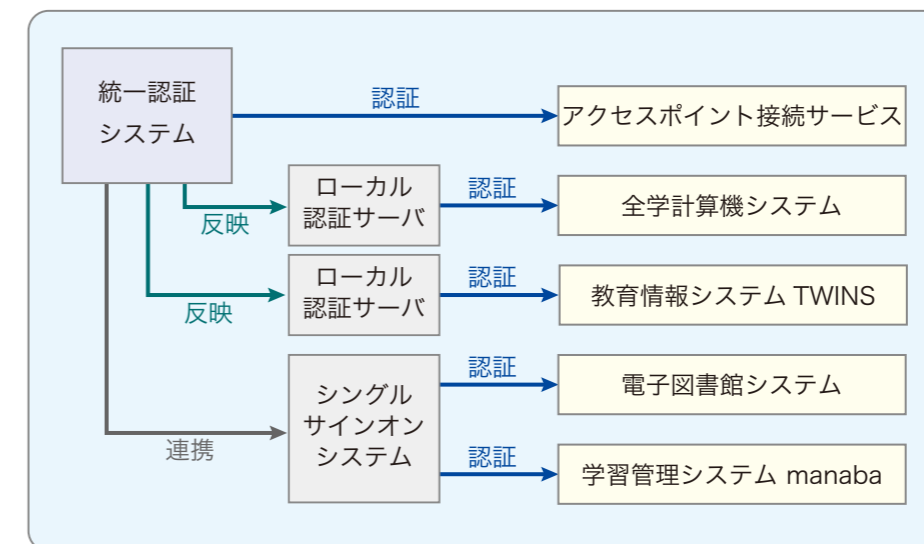 統一認証
システム
認証
アクセスポイント接続サービス
反映
ローカル
認証サーバ
認証
全学計算機システム
反映
ローカル
認証サーバ
認証
教育情報システム TWINS
連携
シングル
サインオン
システム
認証
電子図書館システム
認証
学習管理システム manaba